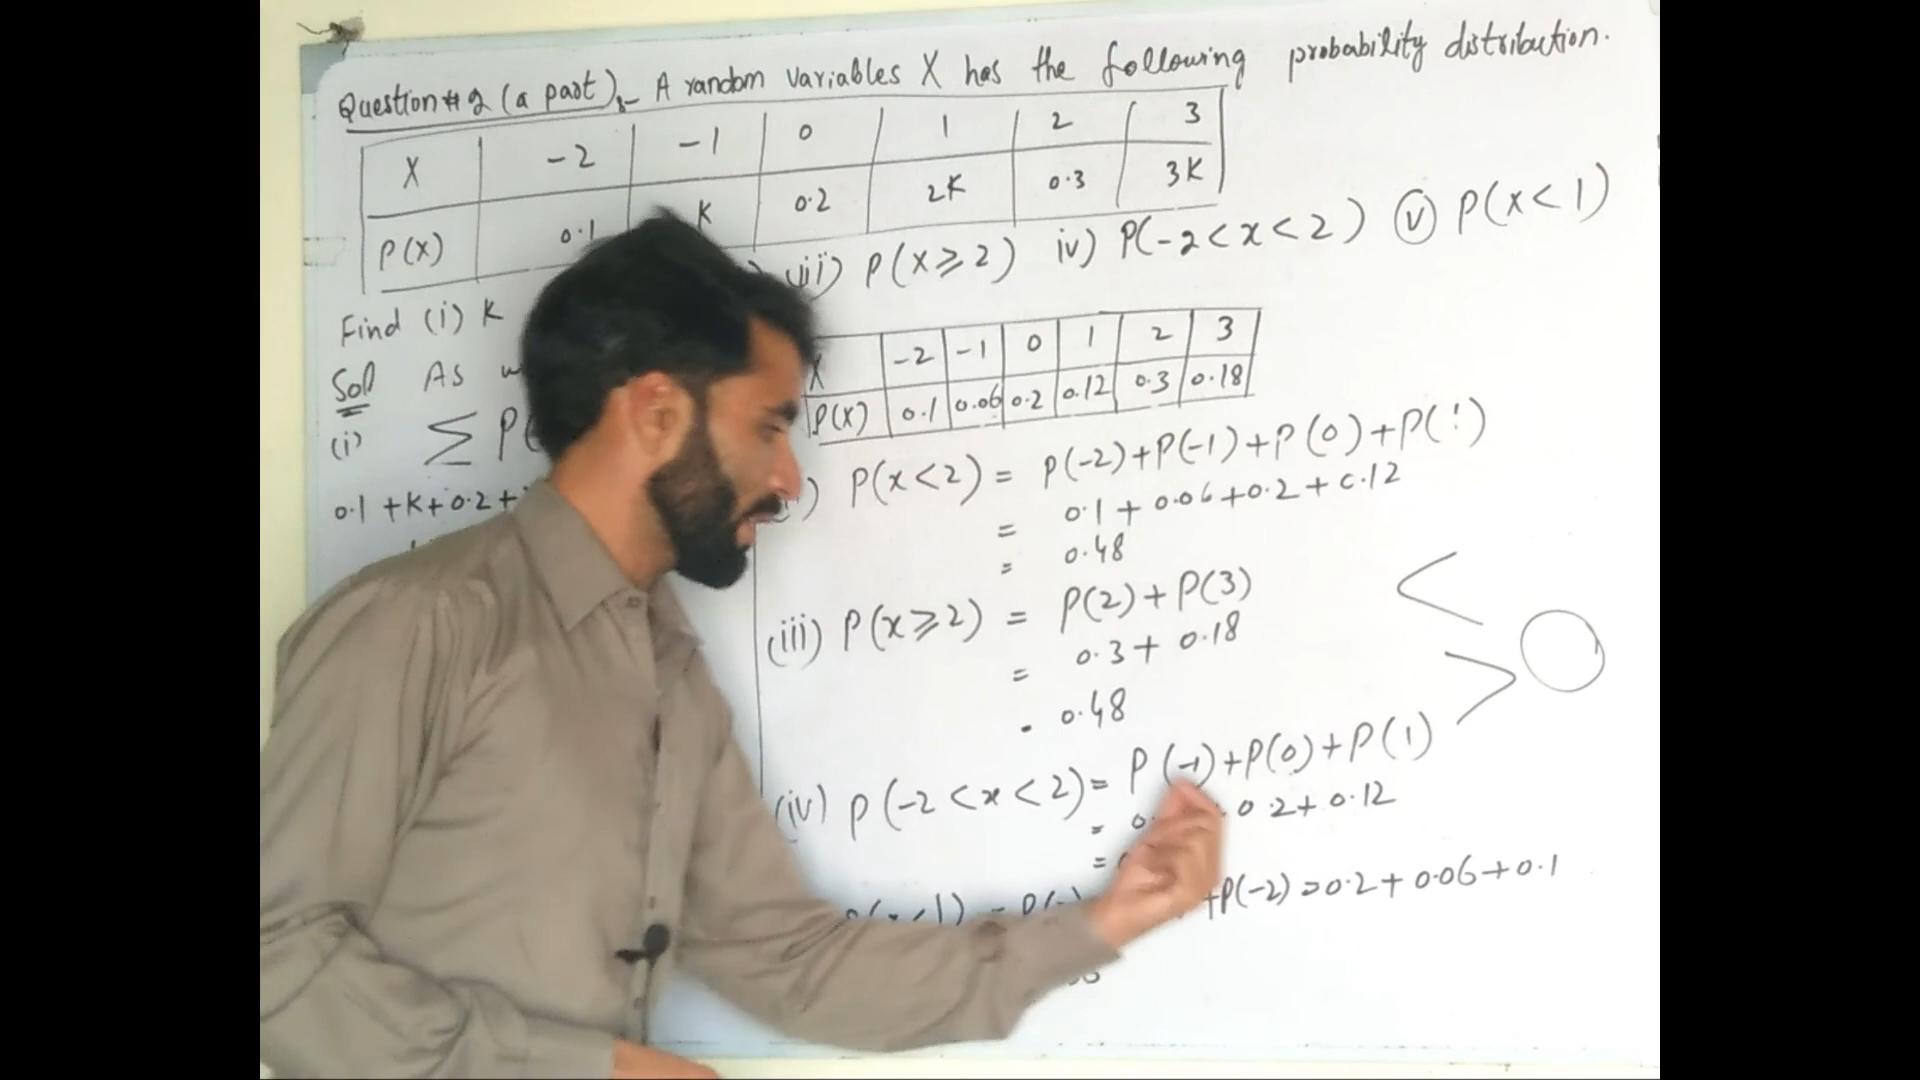 Question # 2 (a part):- A random variables X has the following probability distribution.
X -2 -1 0 1 2 3
P(X) 0.1 K 0.2 2K 0.3 3K
Find (i) K iii) P(X⩾2) iv) P(-2<x<2) v P(x<1)
Sol As
(i) ∑ P(
0.1 + K + 0.2 +
X -2 -1 0 1 2 3
P(X) 0.1 0.06 0.2 0.12 0.3 0.18
) P(x<2) = P(-2)+P(-1)+P(0)+P(1)
= 0.1 + 0.06 + 0.2 + 0.12
= 0.48
(iii) P(x⩾2) = P(2) + P(3)
= 0.3 + 0.18
= 0.48
< > O
(iv) P(-2<x<2) = P(-1)+P(0)+P(1)
= 0. 0.2+ 0.12
=
P(x<1) = P( +P(-2) = 0.2 + 0.06 + 0.1